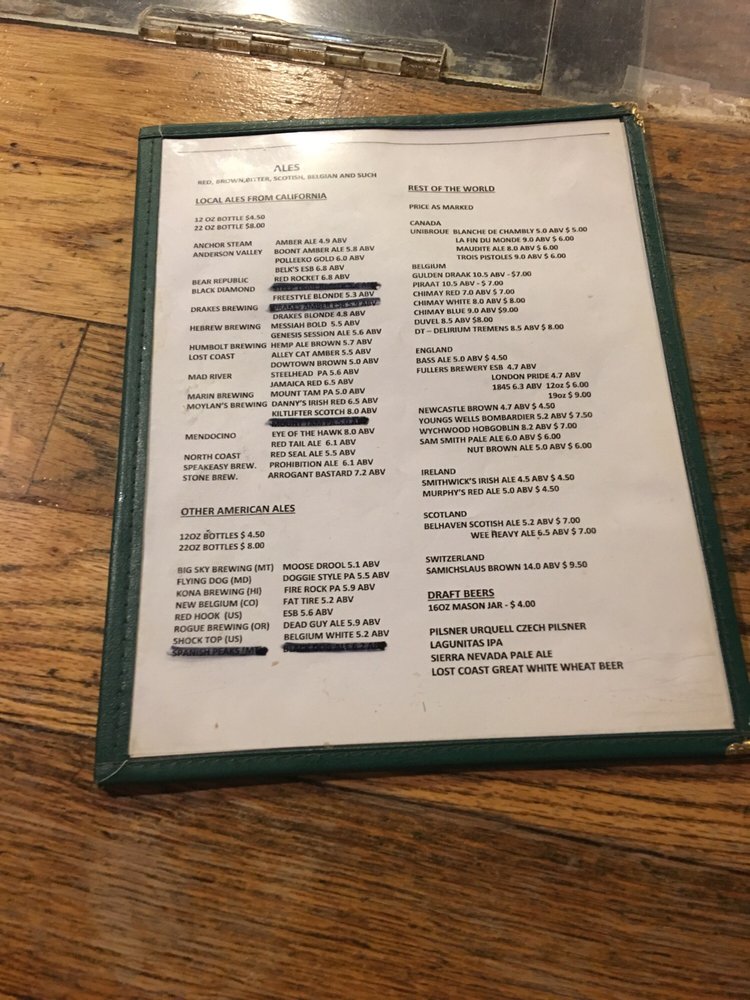 ALES
RED, BROWN,BITTER, SCOTISH, BELGIAN AND SUCH
LOCAL ALES FROM CALIFORNIA
12 OZ BOTTLE $4.50
22 OZ BOTTLE $8.00
ANCHOR STEAM AMBER ALE 4.9 ABV
ANDERSON VALLEY BOONT AMBER ALE 5.8 ABV
POLLEEKO GOLD 6.0 ABV
BELK'S ESB 6.8 ABV
BEAR REPUBLIC RED ROCKET 6.8 ABV
BLACK DIAMOND
FREESTYLE BLONDE 5.3 ABV
DRAKES BREWING DRAKES AMBER ESB 5.9 ABV
DRAKES BLONDE 4.8 ABV
HEBREW BREWING MESSIAH BOLD 5.5 ABV
GENESIS SESSION ALE 5.6 ABV
HUMBOLT BREWING HEMP ALE BROWN 5.7 ABV
LOST COAST ALLEY CAT AMBER 5.5 ABV
DOWTOWN BROWN 5.0 ABV
MAD RIVER STEELHEAD PA 5.6 ABV
JAMAICA RED 6.5 ABV
MARIN BREWING MOUNT TAM PA 5.0 ABV
MOYLAN'S BREWING DANNY'S IRISH RED 6.5 ABV
KILTLIFTER SCOTCH 8.0 ABV
MENDOCINO EYE OF THE HAWK 8.0 ABV
RED TAIL ALE 6.1 ABV
NORTH COAST RED SEAL ALE 5.5 ABV
SPEAKEASY BREW. PROHIBITION ALE 6.1 ABV
STONE BREW. ARROGANT BASTARD 7.2 ABV
OTHER AMERICAN ALES
12OZ BOTTLES $ 4.50
22OZ BOTTLES $ 8.00
BIG SKY BREWING (MT) MOOSE DROOL 5.1 ABV
FLYING DOG (MD) DOGGIE STYLE PA 5.5 ABV
KONA BREWING (HI) FIRE ROCK PA 5.9 ABV
NEW BELGIUM (CO) FAT TIRE 5.2 ABV
RED HOOK (US) ESB 5.6 ABV
ROGUE BREWING (OR) DEAD GUY ALE 5.9 ABV
SHOCK TOP (US) BELGIUM WHITE 5.2 ABV
SPANISH PEAKS
REST OF THE WORLD
PRICE AS MARKED
CANADA
UNIBROUE BLANCHE DE CHAMBLY 5.0 ABV $ 5.00
LA FIN DU MONDE 9.0 ABV $ 6.00
MAUDITE ALE 8.0 ABV $ 6.00
TROIS PISTOLES 9.0 ABV $ 6.00
BELGIUM
GULDEN DRAAK 10.5 ABV - $7.00
PIRAAT 10.5 ABV - $ 7.00
CHIMAY RED 7.0 ABV $ 7.00
CHIMAY WHITE 8.0 ABV $ 8.00
CHIMAY BLUE 9.0 ABV $9.00
DUVEL 8.5 ABV $8.00
DT – DELIRIUM TREMENS 8.5 ABV $ 8.00
ENGLAND
BASS ALE 5.0 ABV $ 4.50
FULLERS BREWERY ESB 4.7 ABV
LONDON PRIDE 4.7 ABV
1845 6.3 ABV 12oz $ 6.00
19oz $ 9.00
NEWCASTLE BROWN 4.7 ABV $ 4.50
YOUNGS WELLS BOMBARDIER 5.2 ABV $ 7.50
WYCHWOOD HOBGOBLIN 8.2 ABV $ 7.00
SAM SMITH PALE ALE 6.0 ABV $ 6.00
NUT BROWN ALE 5.0 ABV $ 6.00
IRELAND
SMITHWICK'S IRISH ALE 4.5 ABV $ 4.50
MURPHY'S RED ALE 5.0 ABV $ 4.50
SCOTLAND
BELHAVEN SCOTISH ALE 5.2 ABV $ 7.00
WEE HEAVY ALE 6.5 ABV $ 7.00
SWITZERLAND
SAMICHSLAUS BROWN 14.0 ABV $ 9.50
DRAFT BEERS
16OZ MASON JAR - $ 4.00
PILSNER URQUELL CZECH PILSNER
LAGUNITAS IPA
SIERRA NEVADA PALE ALE
LOST COAST GREAT WHITE WHEAT BEER